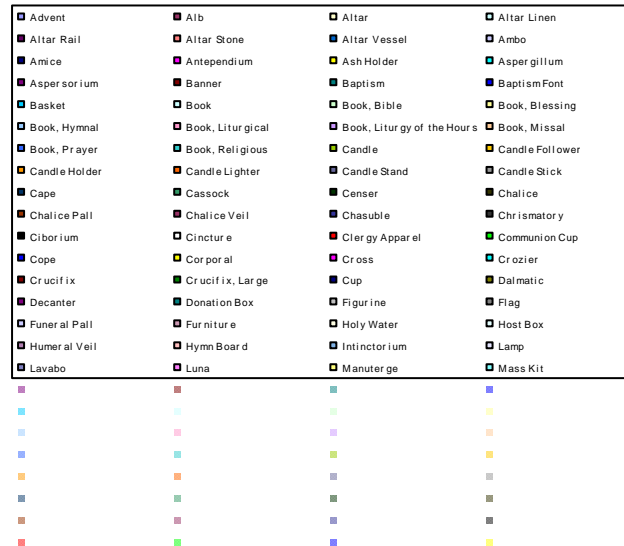 Advent Alb Altar Altar Linen
Altar Rail Altar Stone Altar Vessel Ambo
Amice Antependium Ash Holder Aspergillum
Aspersorium Banner Baptism Baptism Font
Basket Book Book, Bible Book, Blessing
Book, Hymnal Book, Liturgical Book, Liturgy of the Hours Book, Missal
Book, Prayer Book, Religious Candle Candle Follower
Candle Holder Candle Lighter Candle Stand Candle Stick
Cape Cassock Censer Chalice
Chalice Pall Chalice Veil Chasuble Chrismatory
Ciborium Cincture Clergy Apparel Communion Cup
Cope Corporal Cross Crozier
Crucifix Crucifix, Large Cup Dalmatic
Decanter Donation Box Figurine Flag
Funeral Pall Furniture Holy Water Host Box
Humeral Veil Hymn Board Intinctorium Lamp
Lavabo Luna Manuterge Mass Kit